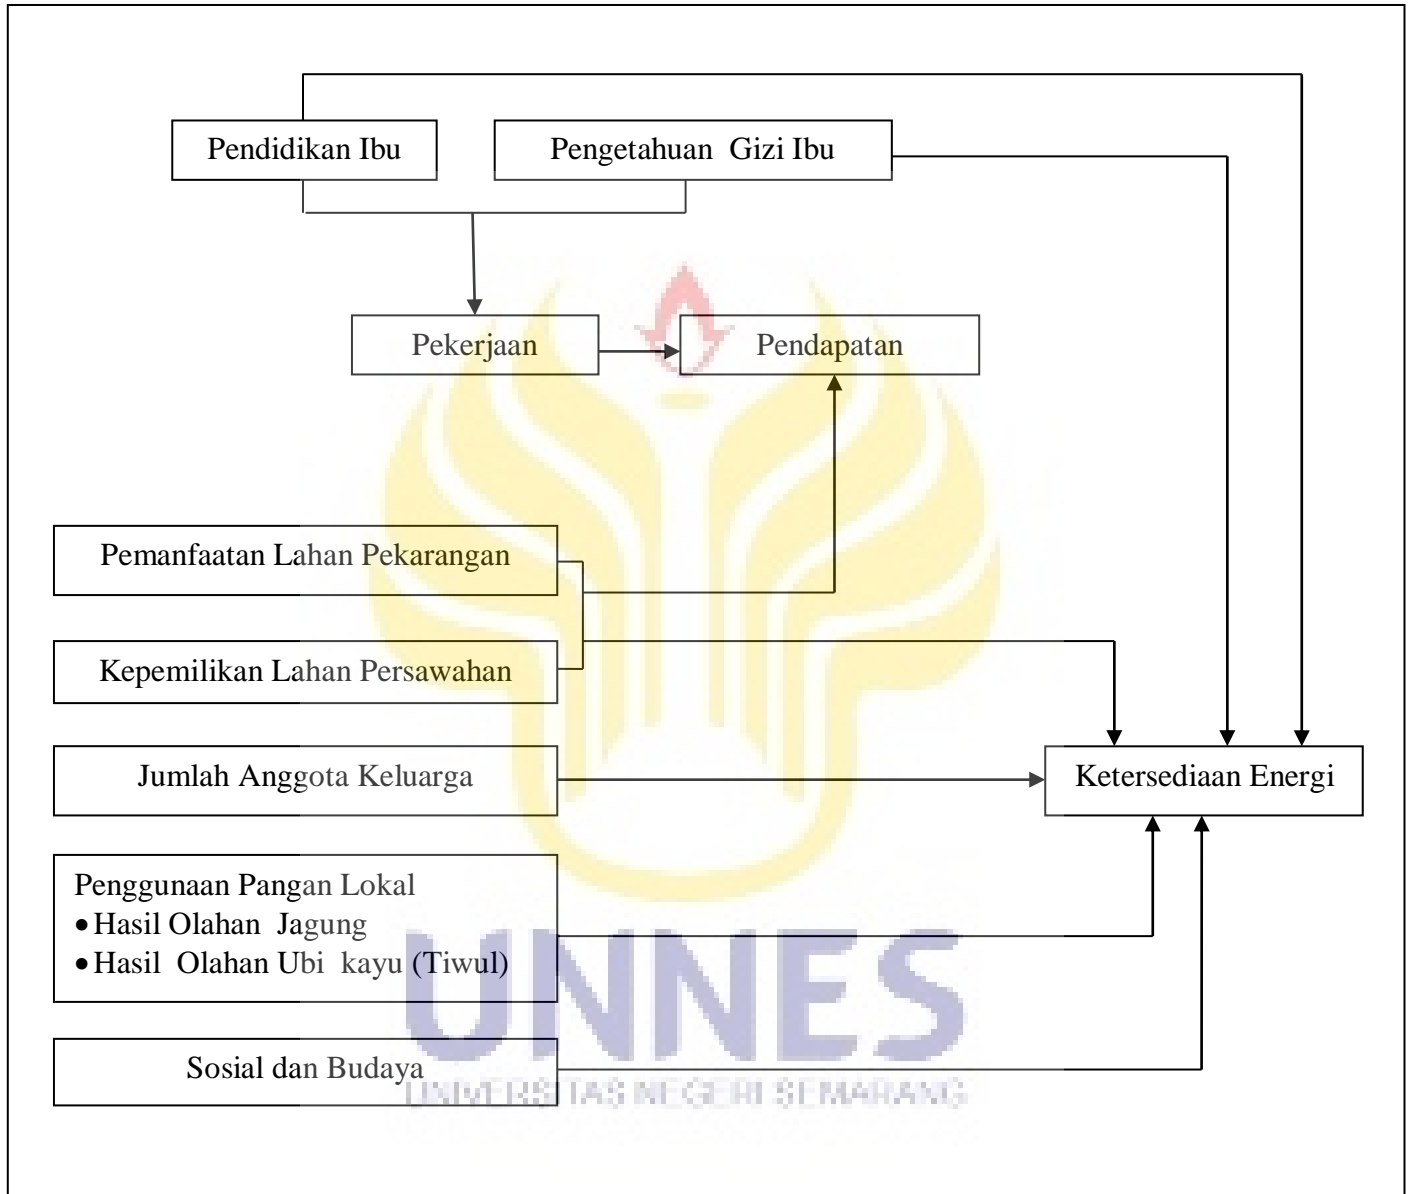 Pendidikan Ibu
Pengetahuan Gizi Ibu
Pekerjaan
Pendapatan
Pemanfaatan Lahan Pekarangan
Kepemilikan Lahan Persawahan
Jumlah Anggota Keluarga
Ketersediaan Energi
Penggunaan Pangan Lokal
• Hasil Olahan Jagung
• Hasil Olahan Ubi kayu (Tiwul)
UNNES
Sosial dan Budaya
UNIVERSITAS NEGERI SEMARANG